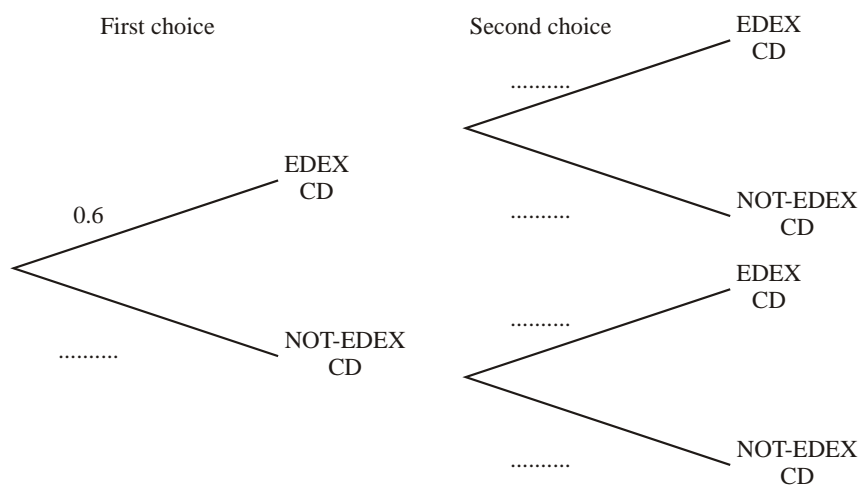 First choice
Second choice
EDEX
CD
..........
EDEX
CD
0.6
NOT-EDEX
CD
..........
EDEX
CD
..........
NOT-EDEX
CD
..........
NOT-EDEX
CD
..........